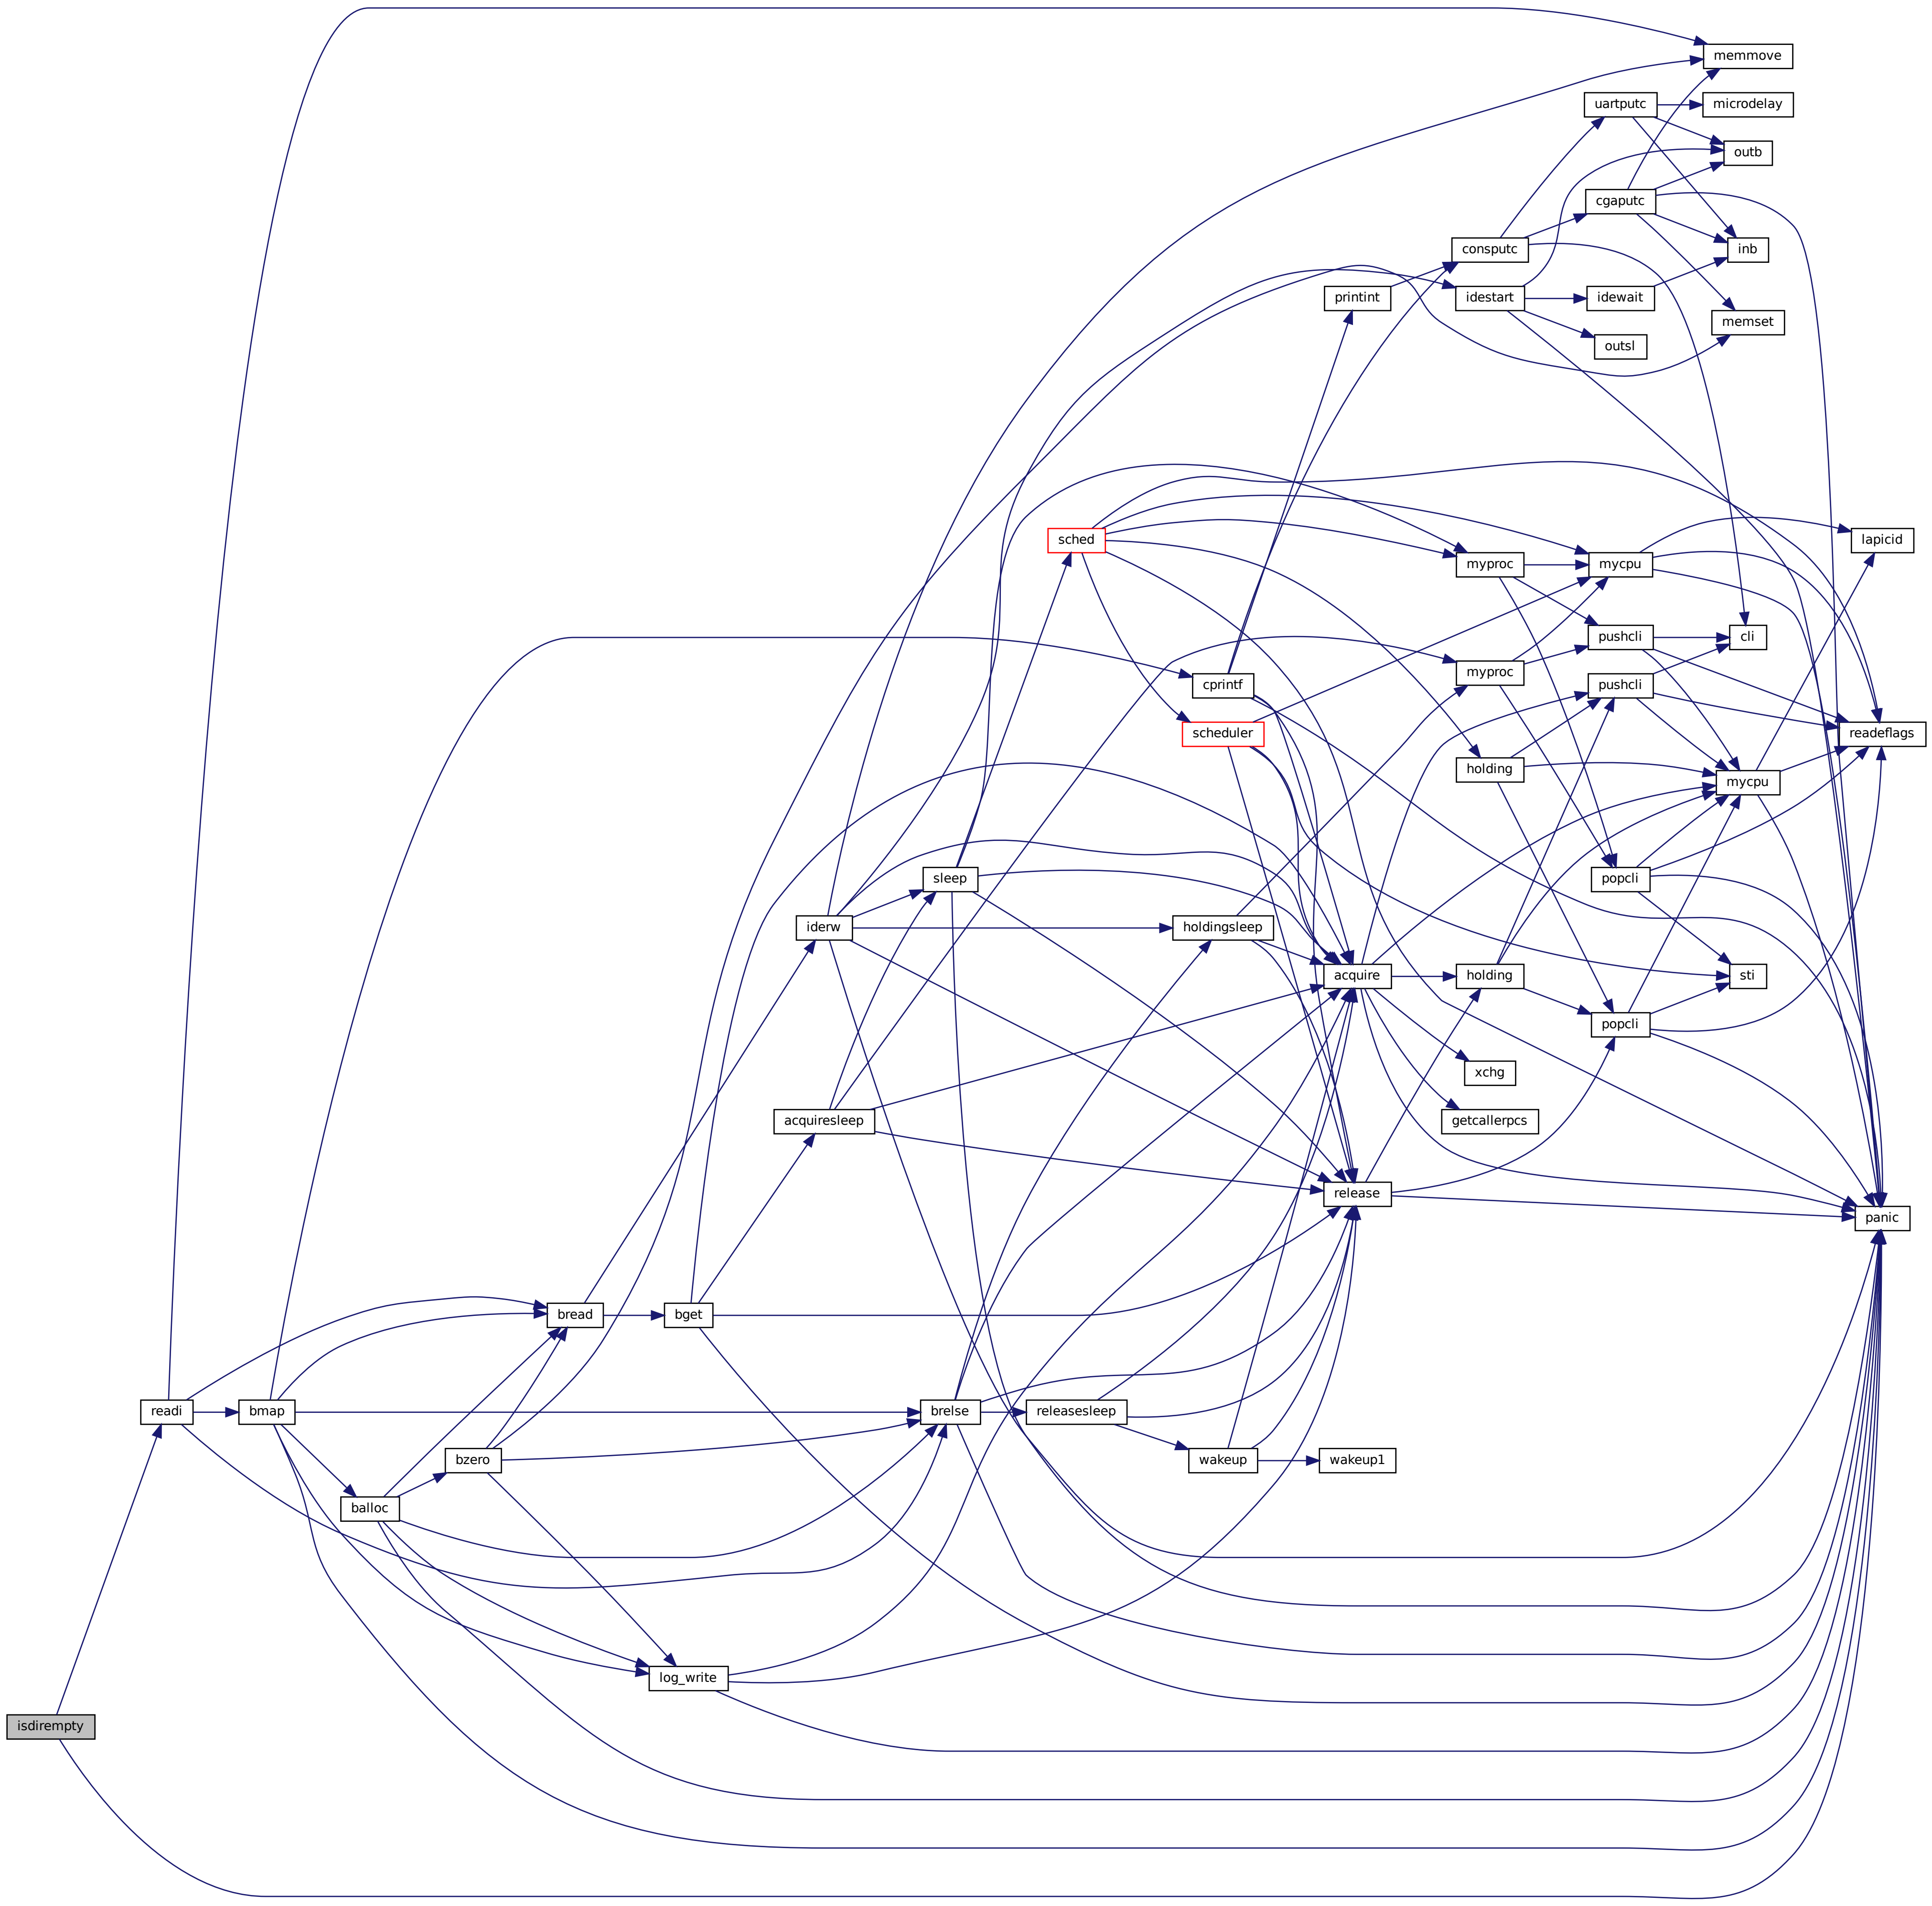 memmove
uartputc
microdelay
outb
cgaputc
consputc
inb
printint
idestart
idewait
memset
outsl
sched
lapicid
myproc
mycpu
pushcli
cli
myproc
cprintf
pushcli
scheduler
readeflags
holding
mycpu
sleep
popcli
iderw
holdingsleep
acquire
holding
sti
popcli
xchg
acquiresleep
getcallerpcs
release
panic
bread
bget
readi
bmap
brelse
releasesleep
bzero
wakeup
wakeup1
balloc
log_write
isdirempty